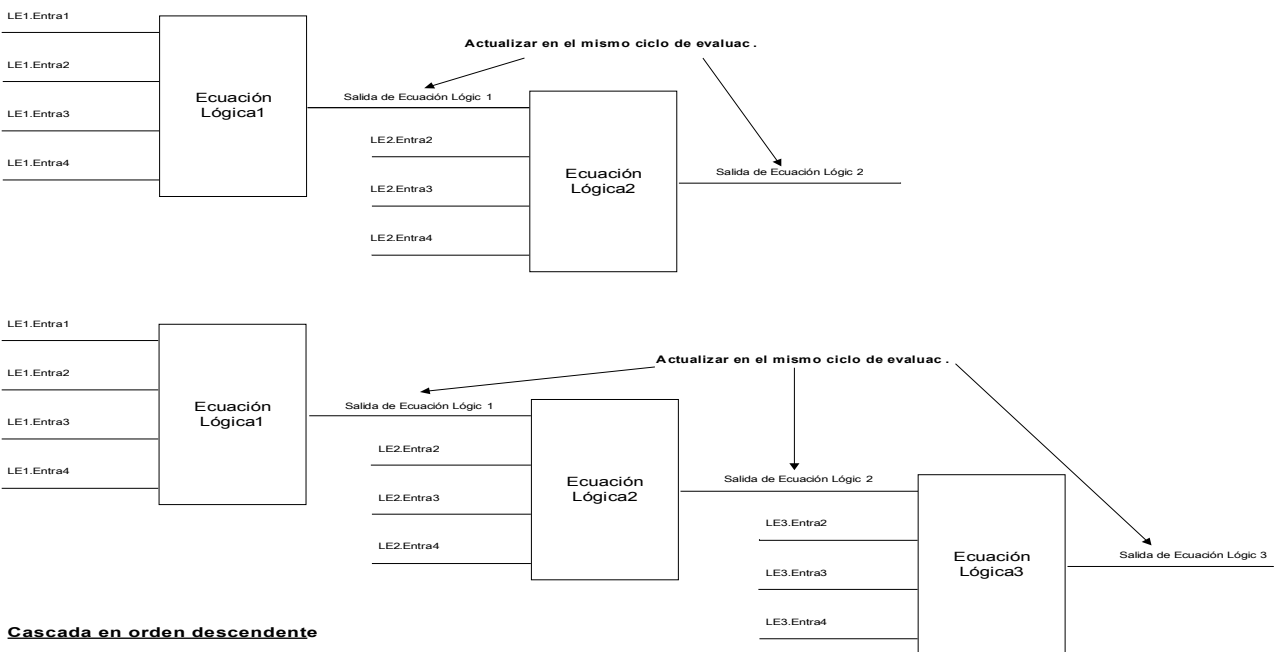 LE1.Entra1
Actualizar en el mismo ciclo de evaluac .
LE1.Entra2
Ecuación
Lógica1
Salida de Ecuación Lógic 1
LE1.Entra3
LE2.Entra2
LE1.Entra4
Ecuación
Lógica2
Salida de Ecuación Lógic 2
LE2.Entra3
LE2.Entra4
LE1.Entra1
Actualizar en el mismo ciclo de evaluac .
LE1.Entra2
Ecuación
Lógica1
Salida de Ecuación Lógic 1
LE1.Entra3
LE2.Entra2
LE1.Entra4
Ecuación
Lógica2
Salida de Ecuación Lógic 2
LE2.Entra3
LE3.Entra2
LE2.Entra4
Ecuación
Lógica3
Salida de Ecuación Lógic 3
LE3.Entra3
LE3.Entra4
Cascada en orden descendente